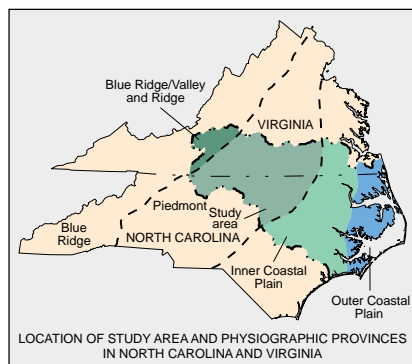 Blue Ridge/Valley
and Ridge
VIRGINIA
Piedmont
Study
area
Blue
Ridge
NORTH CAROLINA
Inner Coastal
Plain
Outer Coastal
Plain
LOCATION OF STUDY AREA AND PHYSIOGRAPHIC PROVINCES
IN NORTH CAROLINA AND VIRGINIA